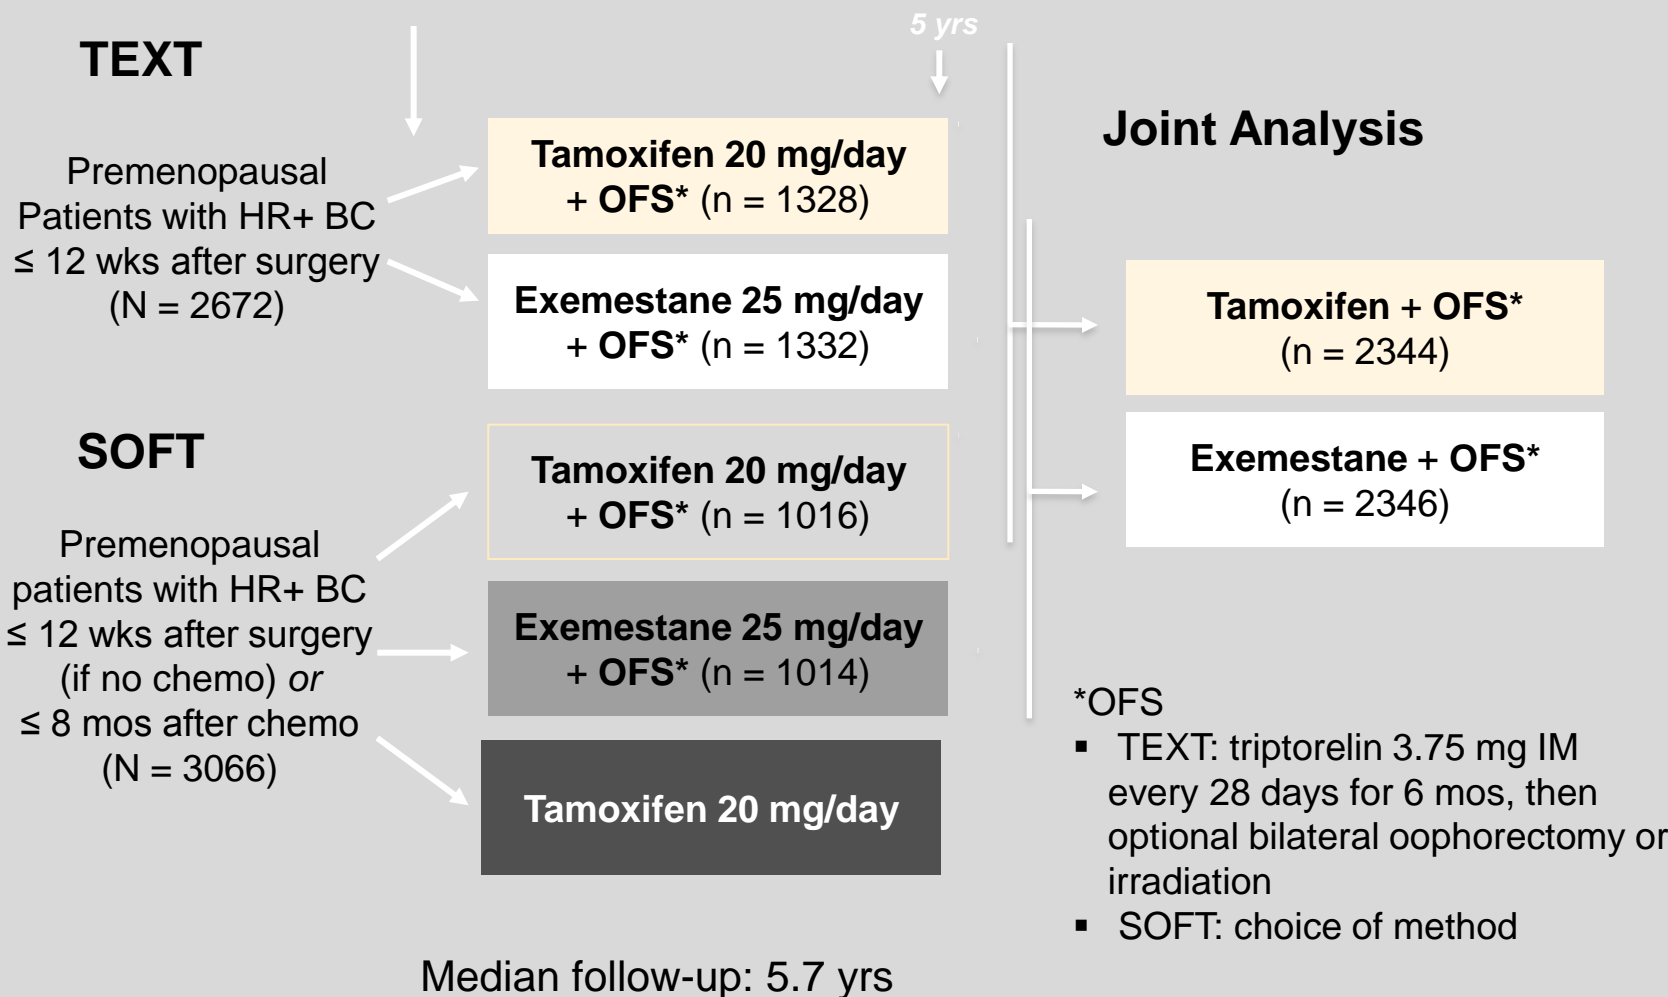 5 yrs
TEXT
Joint Analysis
Premenopausal
Patients with HR+ BC
≤ 12 wks after surgery
(N = 2672)
Tamoxifen 20 mg/day
+ OFS* (n = 1328)
Exemestane 25 mg/day
+ OFS* (n = 1332)
SOFT
Premenopausal
patients with HR+ BC
≤ 12 wks after surgery
(if no chemo) or
≤ 8 mos after chemo
(N = 3066)
Tamoxifen 20 mg/day
+ OFS* (n = 1016)
Exemestane 25 mg/day
+ OFS* (n = 1014)
Tamoxifen 20 mg/day
Tamoxifen + OFS*
(n = 2344)
Exemestane + OFS*
(n = 2346)
*OFS
▪ TEXT: triptorelin 3.75 mg IM
every 28 days for 6 mos, then
optional bilateral oophorectomy or
irradiation
▪ SOFT: choice of method
Median follow-up: 5.7 yrs